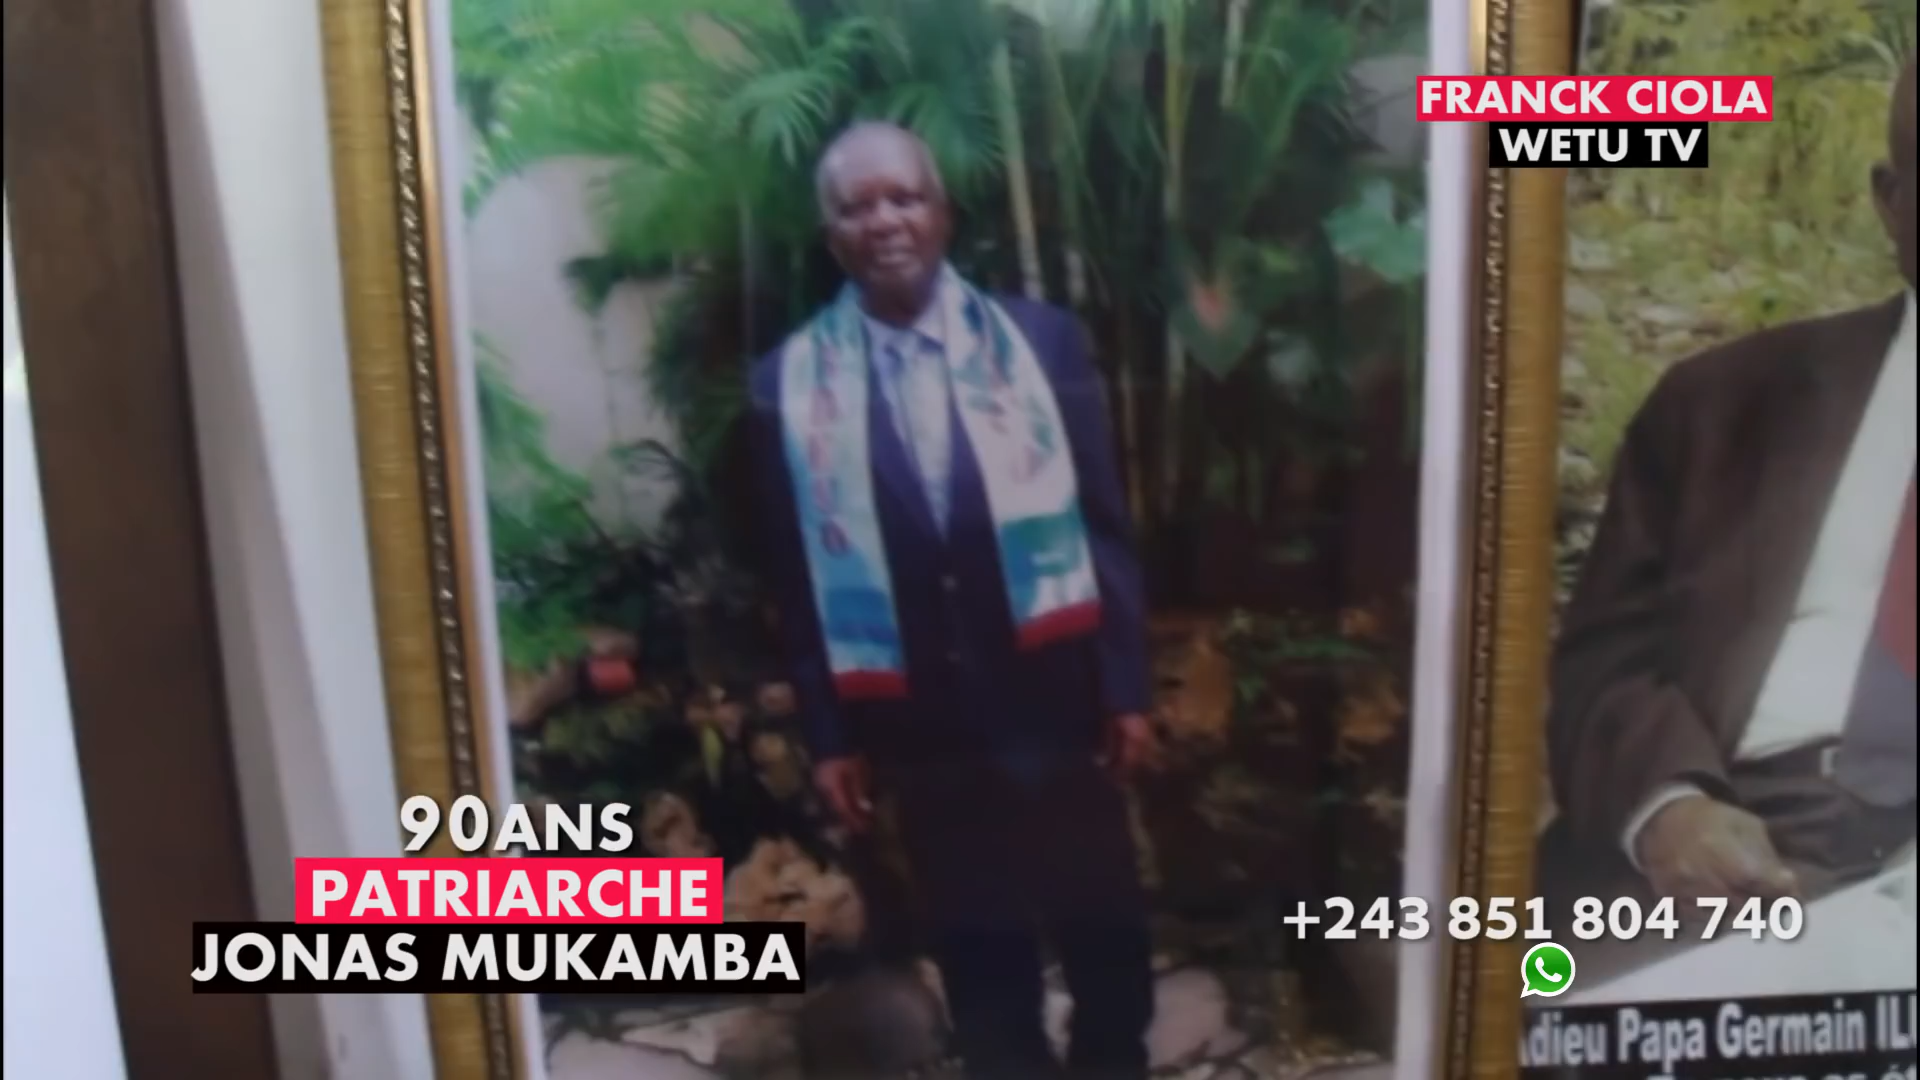 FRANCK CIOLA
WETU TV
90ANS
PATRIARCHE
JONAS MUKAMBA
+243 851 804 740
dieu Papa Germain